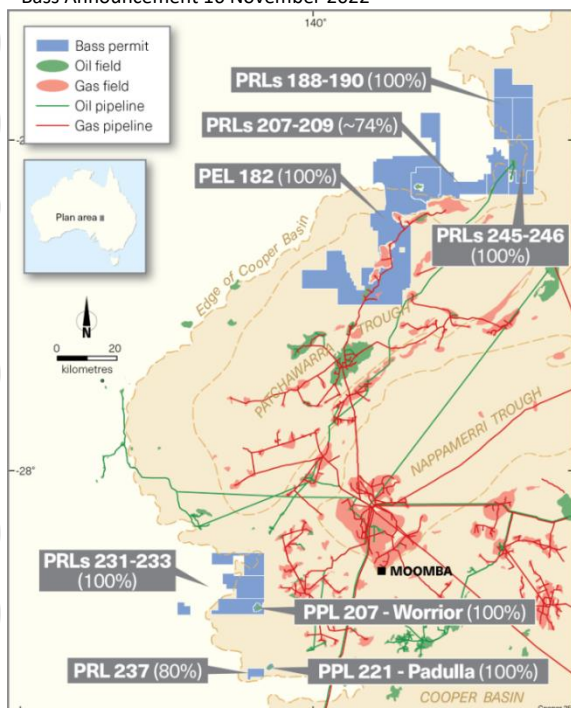 Bass Announcement 16 November 2022
140°
Bass permit
Oil field
Gas field
Oil pipeline
Gas pipeline
PRLs 188-190 (100%)
PRLs 207-209 (~74%)
PEL 182 (100%)
Plan area
PRLs 245-246
(100%)
Edge of Cooper Basin
N
0 20
kilometres
PATCHAWARRA TROUGH
NAPPAMERRI TROUGH
-28°
PRLs 231-233
(100%)
MOOMBA
PPL 207 - Worrior (100%)
PRL 237 (80%)
PPL 221 - Padulla (100%)
COOPER BASIN